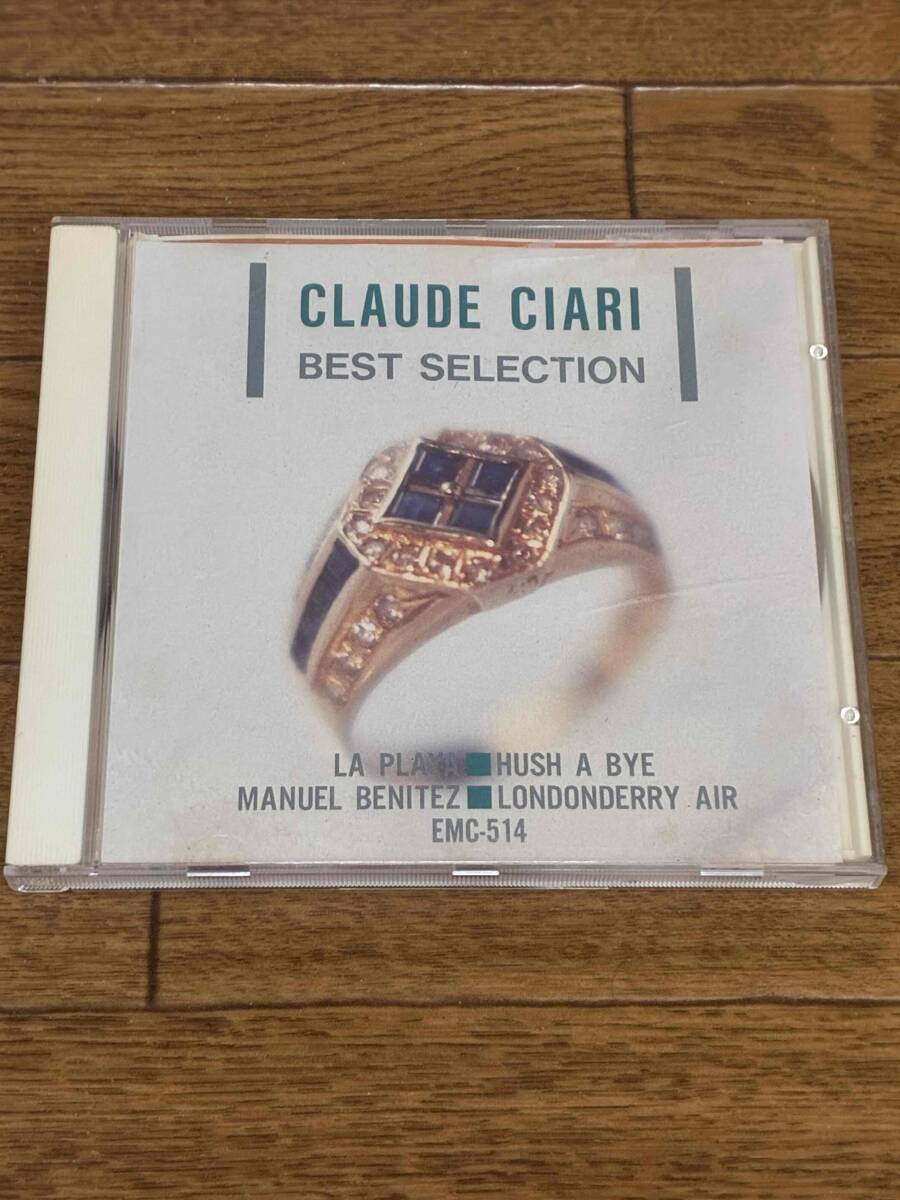 CLAUDE CIARI
BEST SELECTION
LA PLAYA ■ HUSH A BYE
MANUEL BENITEZ ■ LONDONDERRY AIR
EMC-514